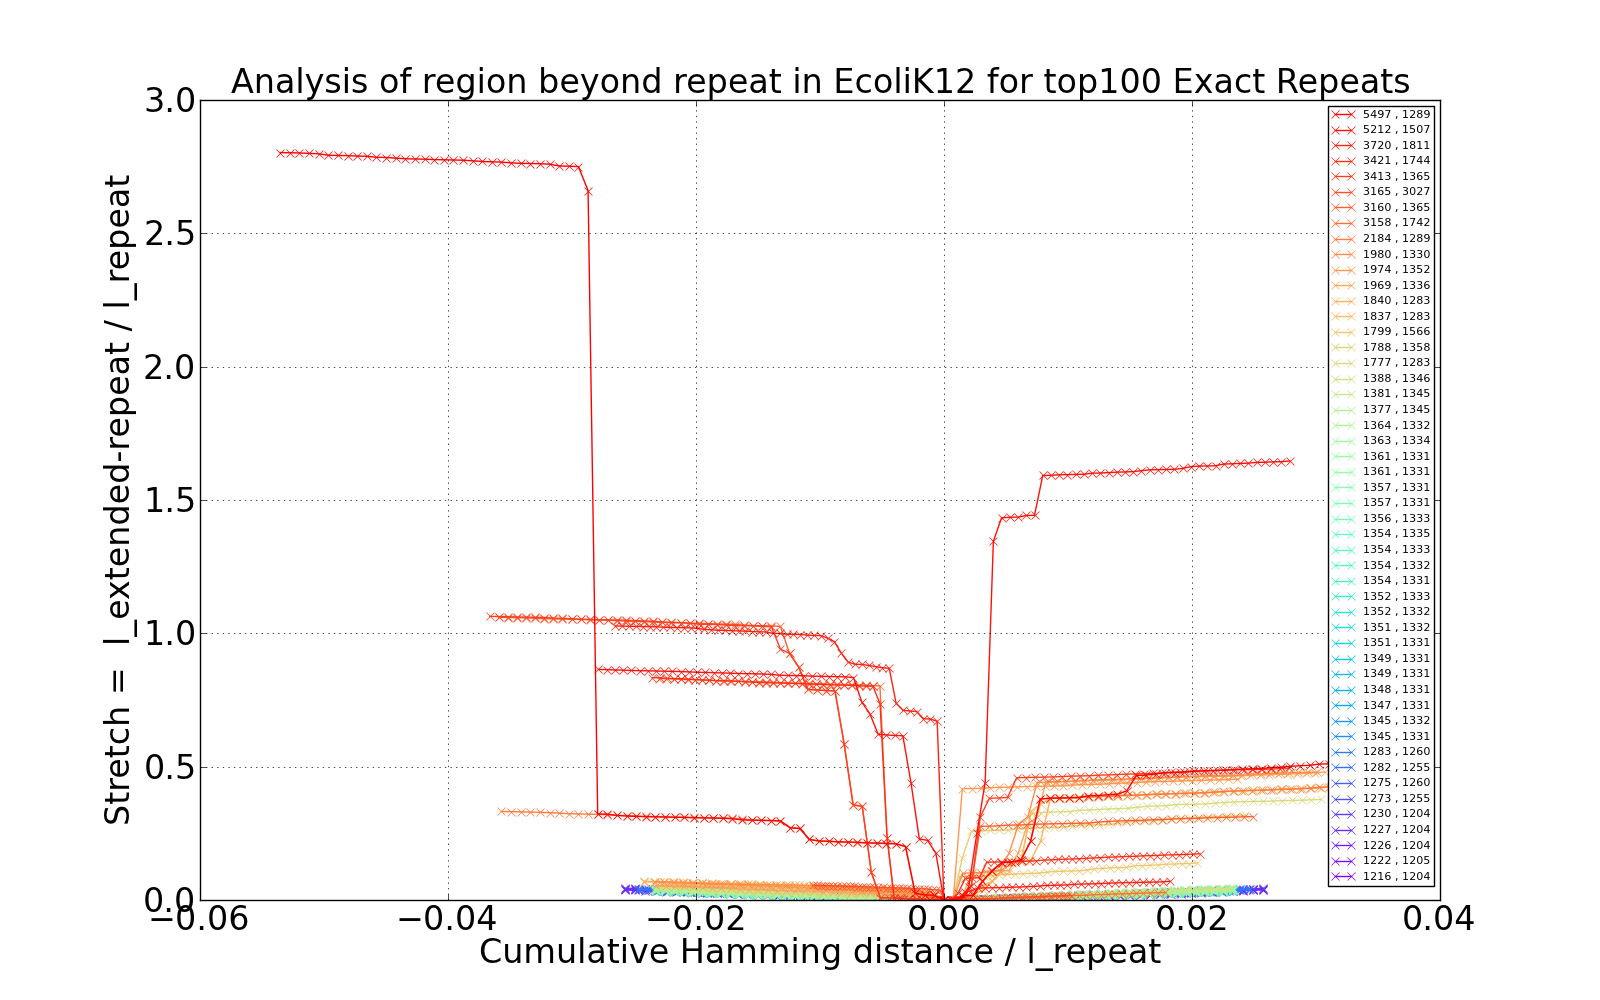 Analysis of region beyond repeat in EcoliK12 for top100 Exact Repeats
3.0
2.5
2.0
1.5
1.0
0.5
0.0
Stretch = l_extended-repeat / l_repeat
5497 , 1289
5212 , 1507
3720 , 1811
3421 , 1744
3413 , 1365
3165 , 3027
3160 , 1365
3158 , 1742
2184 , 1289
1980 , 1330
1974 , 1352
1969 , 1336
1840 , 1283
1837 , 1283
1799 , 1566
1788 , 1358
1777 , 1283
1388 , 1346
1381 , 1345
1377 , 1345
1364 , 1332
1363 , 1334
1361 , 1331
1361 , 1331
1357 , 1331
1357 , 1331
1356 , 1333
1354 , 1335
1354 , 1333
1354 , 1332
1354 , 1331
1352 , 1333
1352 , 1332
1351 , 1332
1351 , 1331
1349 , 1331
1349 , 1331
1348 , 1331
1347 , 1331
1345 , 1332
1345 , 1331
1283 , 1260
1282 , 1255
1275 , 1260
1273 , 1255
1230 , 1204
1227 , 1204
1226 , 1204
1222 , 1205
1216 , 1204
−0.06 −0.04 −0.02 0.00 0.02 0.04
Cumulative Hamming distance / l_repeat